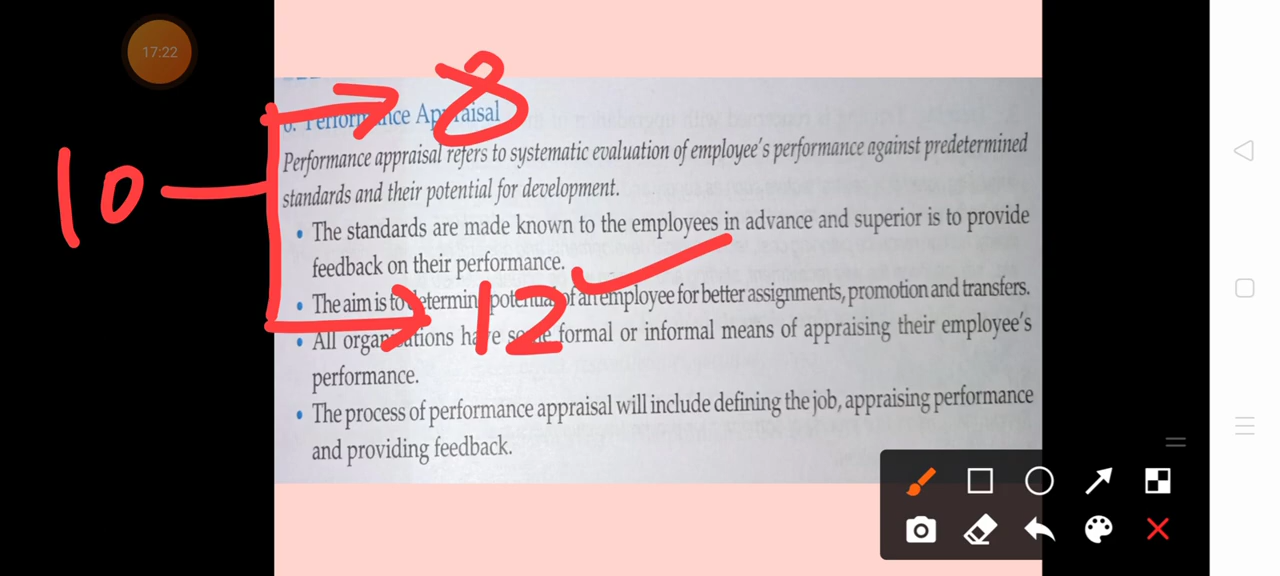 17:22
8
6. Performance Appraisal
10
Performance appraisal refers to systematic evaluation of employee's performance against predetermined
standards and their potential for development.
• The standards are made known to the employees in advance and superior is to provide
feedback on their performance.
• The aim is to determine potential of an employee for better assignments, promotion and transfers.
12
• All organisations have some formal or informal means of appraising their employee's
performance.
• The process of performance appraisal will include defining the job, appraising performance
and providing feedback.